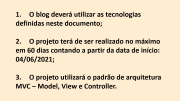 1.    O blog deverá utilizar as tecnologias
definidas neste documento;
2.    O projeto terá de ser realizado no máximo
em 60 dias contando a partir da data de início:
04/06/2021;
3.    O projeto utilizará o padrão de arquitetura
MVC – Model, View e Controller.